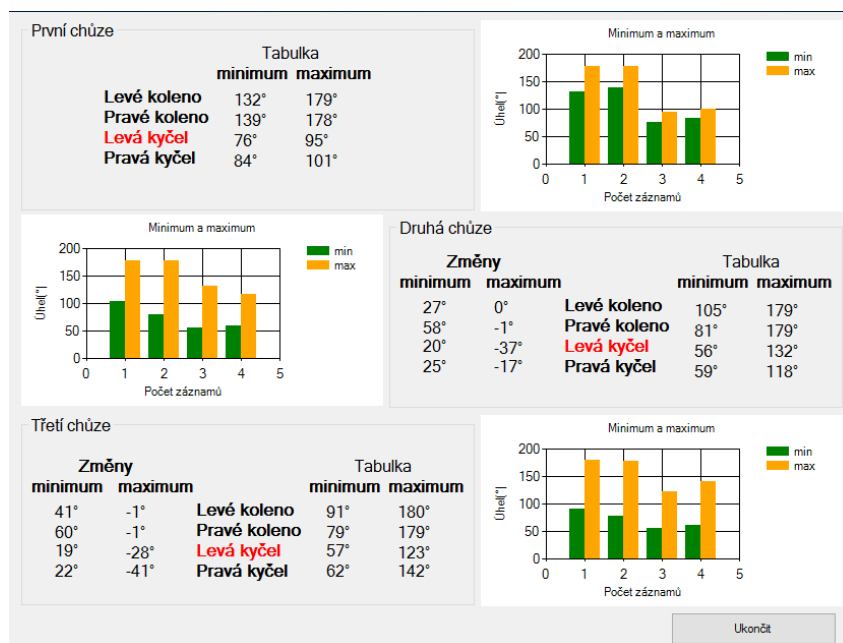 První chůze
Tabulka
minimum maximum
Levé koleno 132° 179°
Pravé koleno 139° 178°
Levá kyčel 76° 95°
Pravá kyčel 84° 101°
Minimum a maximum
min
max
Úhel[°]
200
150
100
50
0
0 1 2 3 4 5
Počet záznamů
Minimum a maximum
min
max
Úhel[°]
200
150
100
50
0
0 1 2 3 4 5
Počet záznamů
Druhá chůze
Změny Tabulka
minimum maximum minimum maximum
27° 0° Levé koleno 105° 179°
58° -1° Pravé koleno 81° 179°
20° -37° Levá kyčel 56° 132°
25° -17° Pravá kyčel 59° 118°
Třetí chůze
Změny Tabulka
minimum maximum minimum maximum
41° -1° Levé koleno 91° 180°
60° -1° Pravé koleno 79° 179°
19° -28° Levá kyčel 57° 123°
22° -41° Pravá kyčel 62° 142°
Minimum a maximum
min
max
Úhel[°]
200
150
100
50
0
0 1 2 3 4 5
Počet záznamů
Ukončit